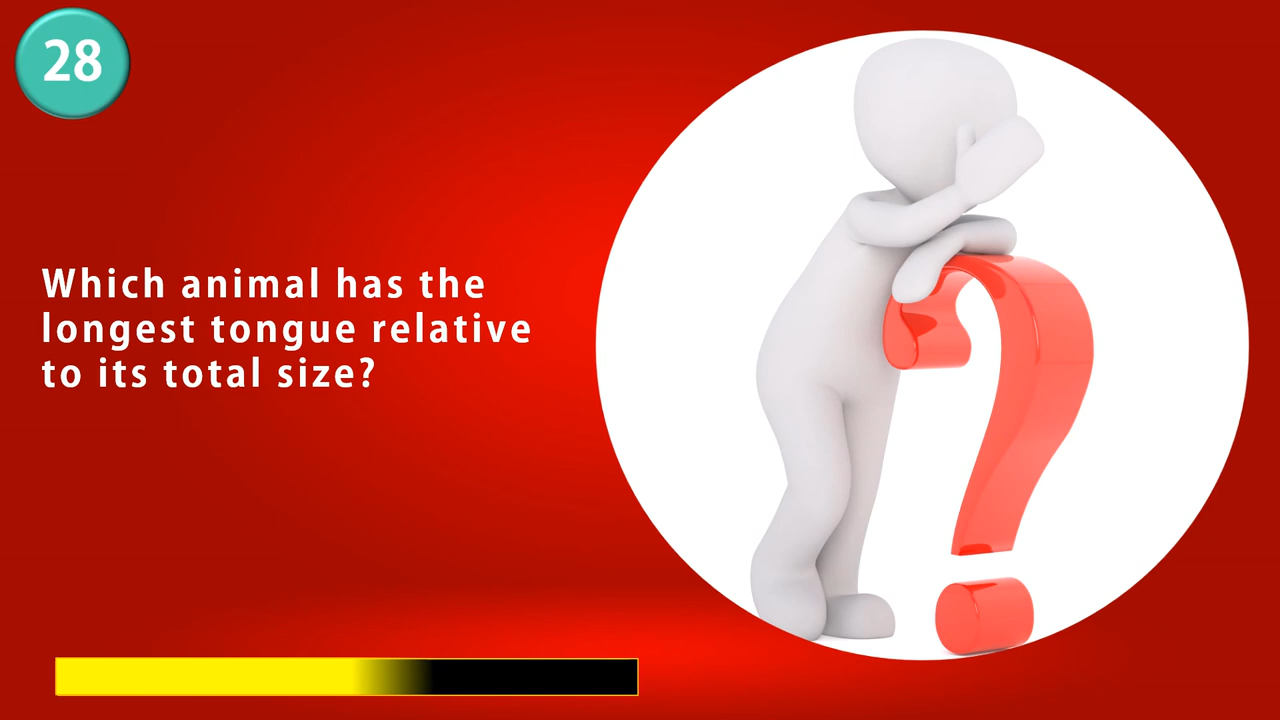 28
Which animal has the
longest tongue relative
to its total size?